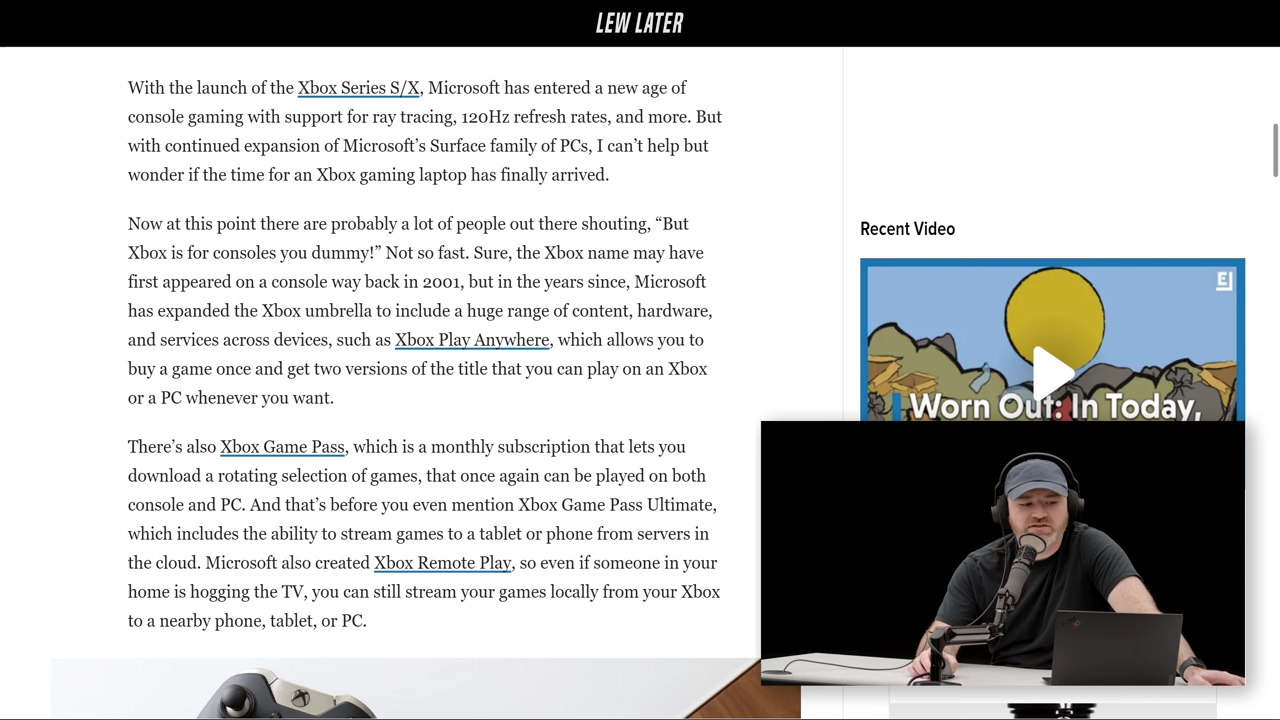 LEW LATER
With the launch of the Xbox Series S/X, Microsoft has entered a new age of
console gaming with support for ray tracing, 120Hz refresh rates, and more. But
with continued expansion of Microsoft’s Surface family of PCs, I can’t help but
wonder if the time for an Xbox gaming laptop has finally arrived.
Now at this point there are probably a lot of people out there shouting, “But
Xbox is for consoles you dummy!” Not so fast. Sure, the Xbox name may have
first appeared on a console way back in 2001, but in the years since, Microsoft
has expanded the Xbox umbrella to include a huge range of content, hardware,
and services across devices, such as Xbox Play Anywhere, which allows you to
buy a game once and get two versions of the title that you can play on an Xbox
or a PC whenever you want.
There’s also Xbox Game Pass, which is a monthly subscription that lets you
download a rotating selection of games, that once again can be played on both
console and PC. And that’s before you even mention Xbox Game Pass Ultimate,
which includes the ability to stream games to a tablet or phone from servers in
the cloud. Microsoft also created Xbox Remote Play, so even if someone in your
home is hogging the TV, you can still stream your games locally from your Xbox
to a nearby phone, tablet, or PC.
Recent Video
E
Worn Out: In Today,